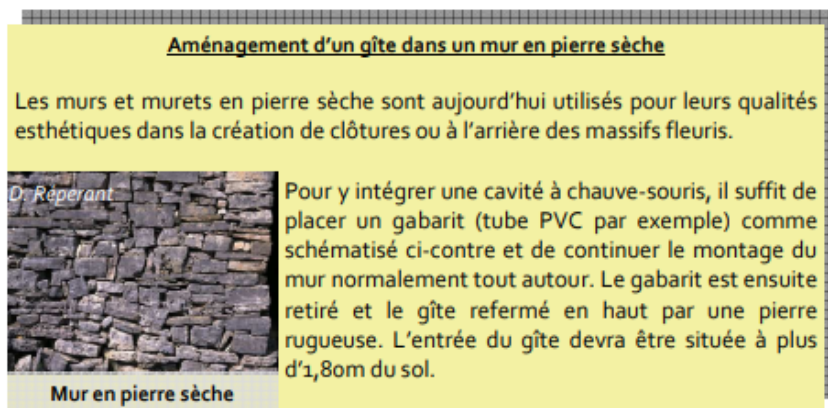 Aménagement d'un gîte dans un mur en pierre sèche
Les murs et murets en pierre sèche sont aujourd'hui utilisés pour leurs qualités
esthétiques dans la création de clôtures ou à l'arrière des massifs fleuris.
D. Réperant
Pour y intégrer une cavité à chauve-souris, il suffit de
placer un gabarit (tube PVC par exemple) comme
schématisé ci-contre et de continuer le montage du
mur normalement tout autour. Le gabarit est ensuite
retiré et le gîte refermé en haut par une pierre
rugueuse. L'entrée du gîte devra être située à plus
d'1,80m du sol.
Mur en pierre sèche